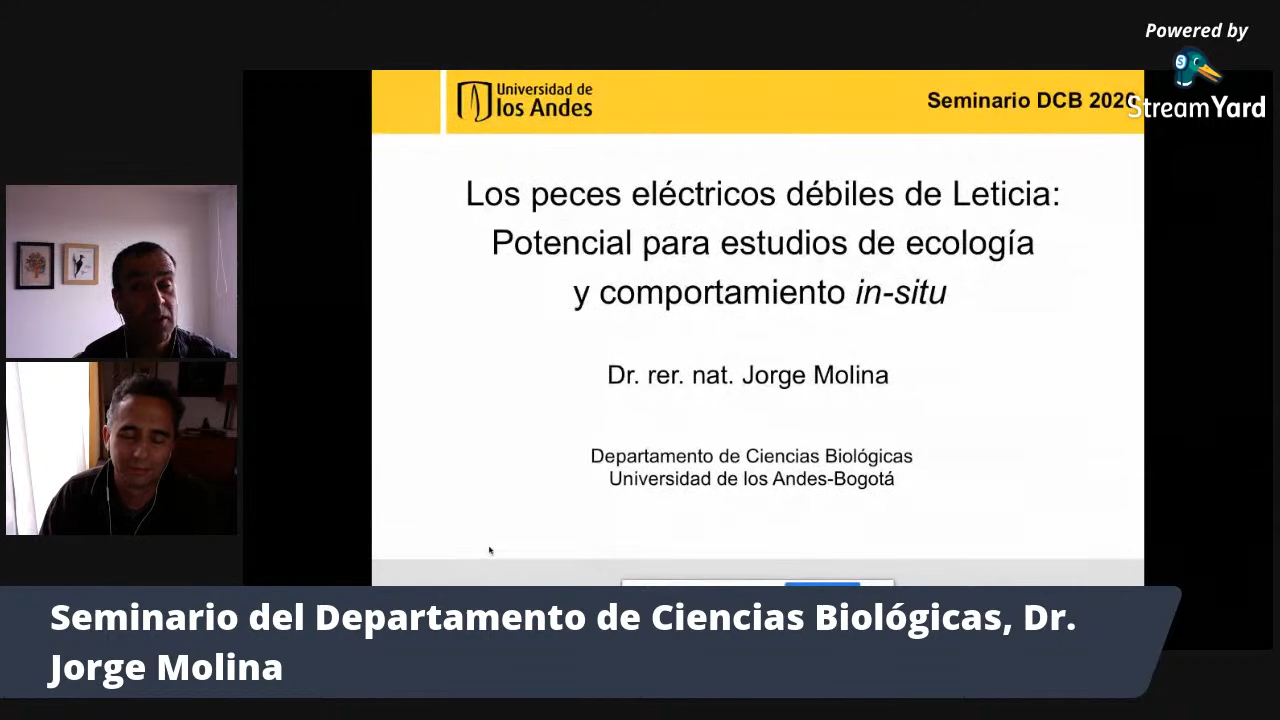 Powered by
StreamYard
Universidad de
los Andes
Seminario DCB 2020
Los peces eléctricos débiles de Leticia:
Potencial para estudios de ecología
y comportamiento in-situ
Dr. rer. nat. Jorge Molina
Departamento de Ciencias Biológicas
Universidad de los Andes-Bogotá
Seminario del Departamento de Ciencias Biológicas, Dr.
Jorge Molina